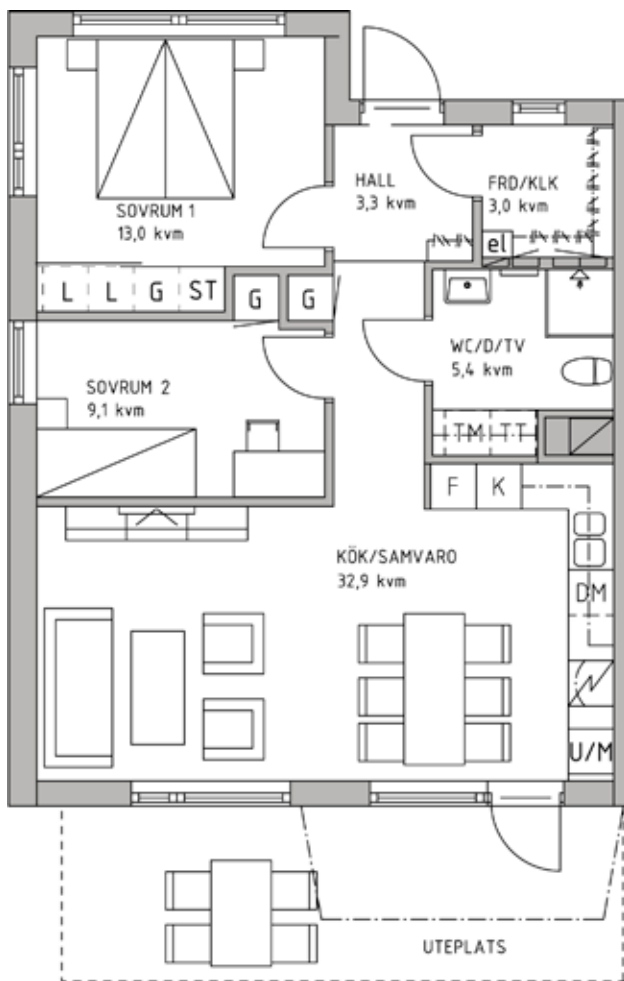 SOVRUM 1
13,0 kvm
HALL
3,3 kvm
FRD/KLK
3,0 kvm
el
L L G ST
G G
WC/D/TV
5,4 kvm
SOVRUM 2
9,1 kvm
TM TT
F K
KÖK/SAMVARO
32,9 kvm
DM
U/M
UTEPLATS